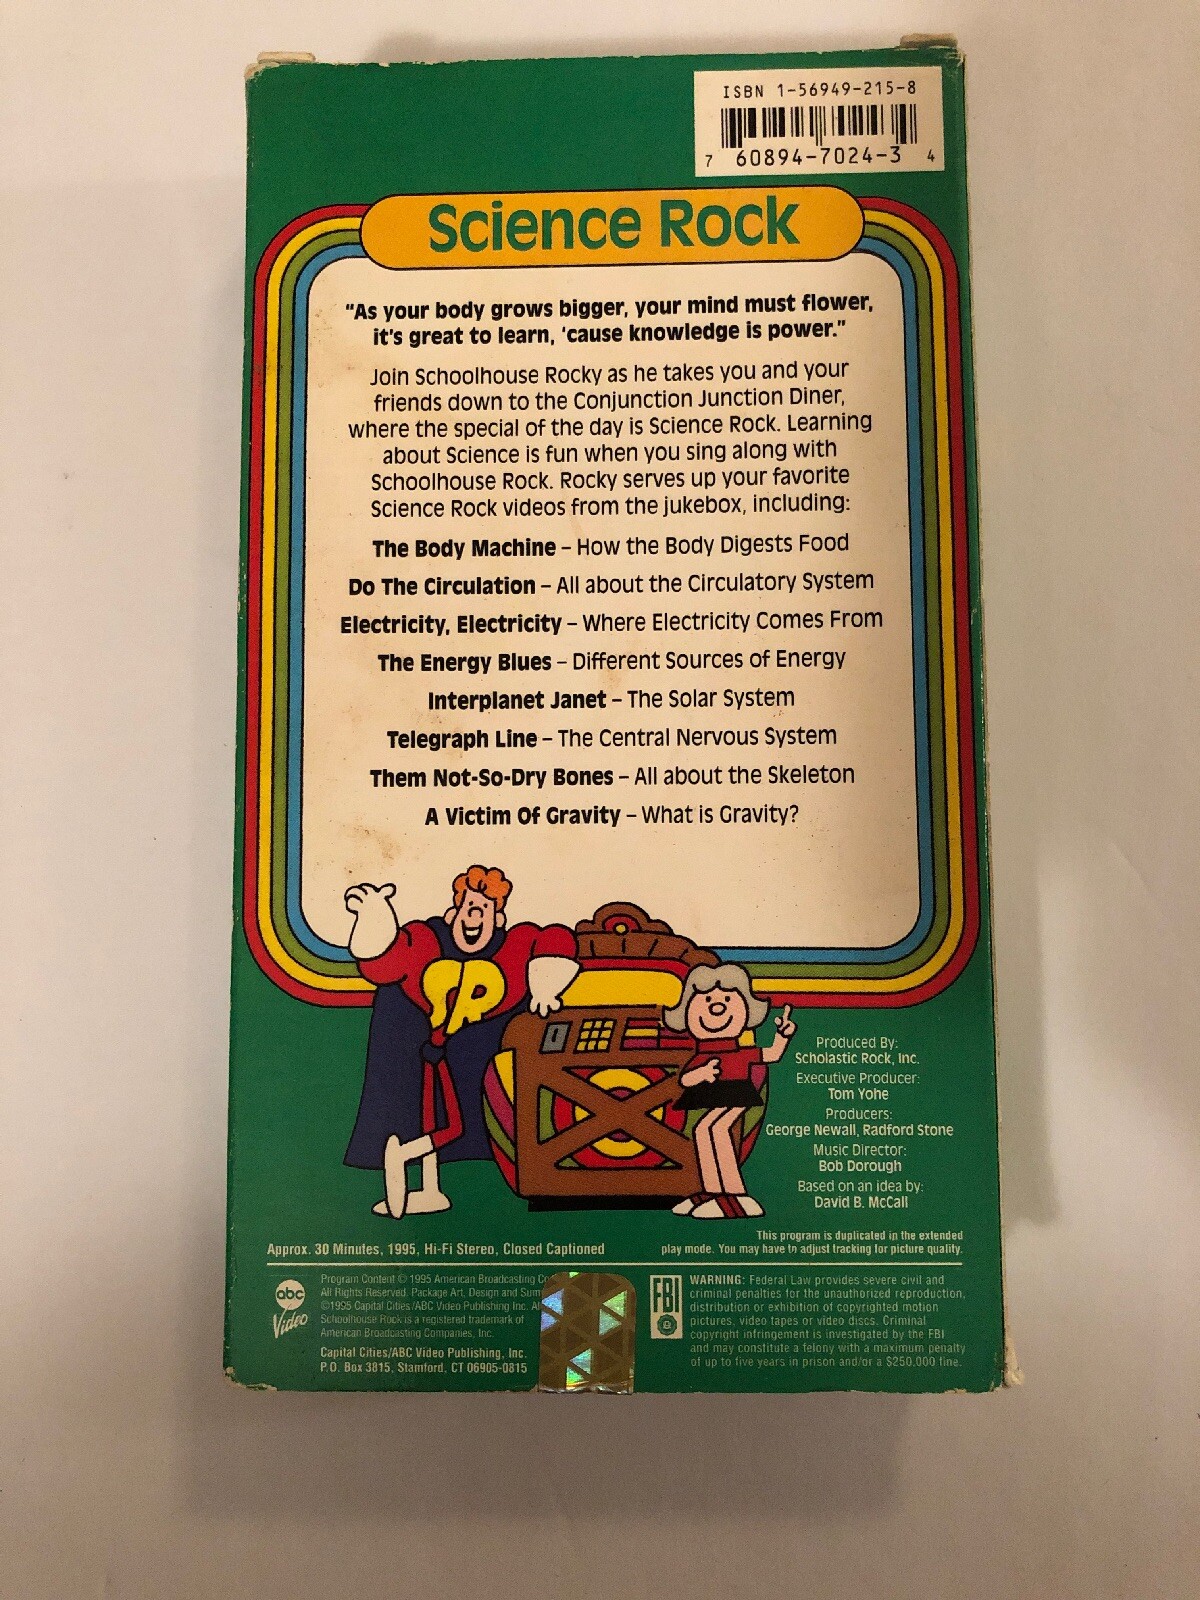 ISBN 1-56949-215-8
7 60894-7024-3 4
Science Rock
"As your body grows bigger, your mind must flower,
it's great to learn, 'cause knowledge is power."
Join Schoolhouse Rocky as he takes you and your
friends down to the Conjunction Junction Diner,
where the special of the day is Science Rock. Learning
about Science is fun when you sing along with
Schoolhouse Rock. Rocky serves up your favorite
Science Rock videos from the jukebox, including:
The Body Machine – How the Body Digests Food
Do The Circulation – All about the Circulatory System
Electricity, Electricity – Where Electricity Comes From
The Energy Blues – Different Sources of Energy
Interplanet Janet – The Solar System
Telegraph Line – The Central Nervous System
Them Not-So-Dry Bones – All about the Skeleton
A Victim Of Gravity – What is Gravity?
SR
Produced By:
Scholastic Rock, Inc.
Executive Producer:
Tom Yohe
Producers:
George Newall, Radford Stone
Music Director:
Bob Dorough
Based on an idea by:
David B. McCall
Approx. 30 Minutes, 1995, Hi-Fi Stereo, Closed Captioned
This program is duplicated in the extended
play mode. You may have to adjust tracking for picture quality.
abc
Video
Program Content © 1995 American Broadcasting
All Rights Reserved. Package Art, Design and
©1995 Capital Cities/ABC Video Publishing Inc.
Schoolhouse Rock is a registered trademark of
American Broadcasting Companies, Inc.
Capital Cities/ABC Video Publishing, Inc.
P.O. Box 3815, Stamford, CT 06905-0815
FBI
WARNING: Federal Law provides severe civil and
criminal penalties for the unauthorized reproduction,
distribution or exhibition of copyrighted motion
pictures, video tapes or video discs. Criminal
copyright infringement is investigated by the FBI
and may constitute a felony with a maximum penalty
of up to five years in prison and/or a $250,000 fine.